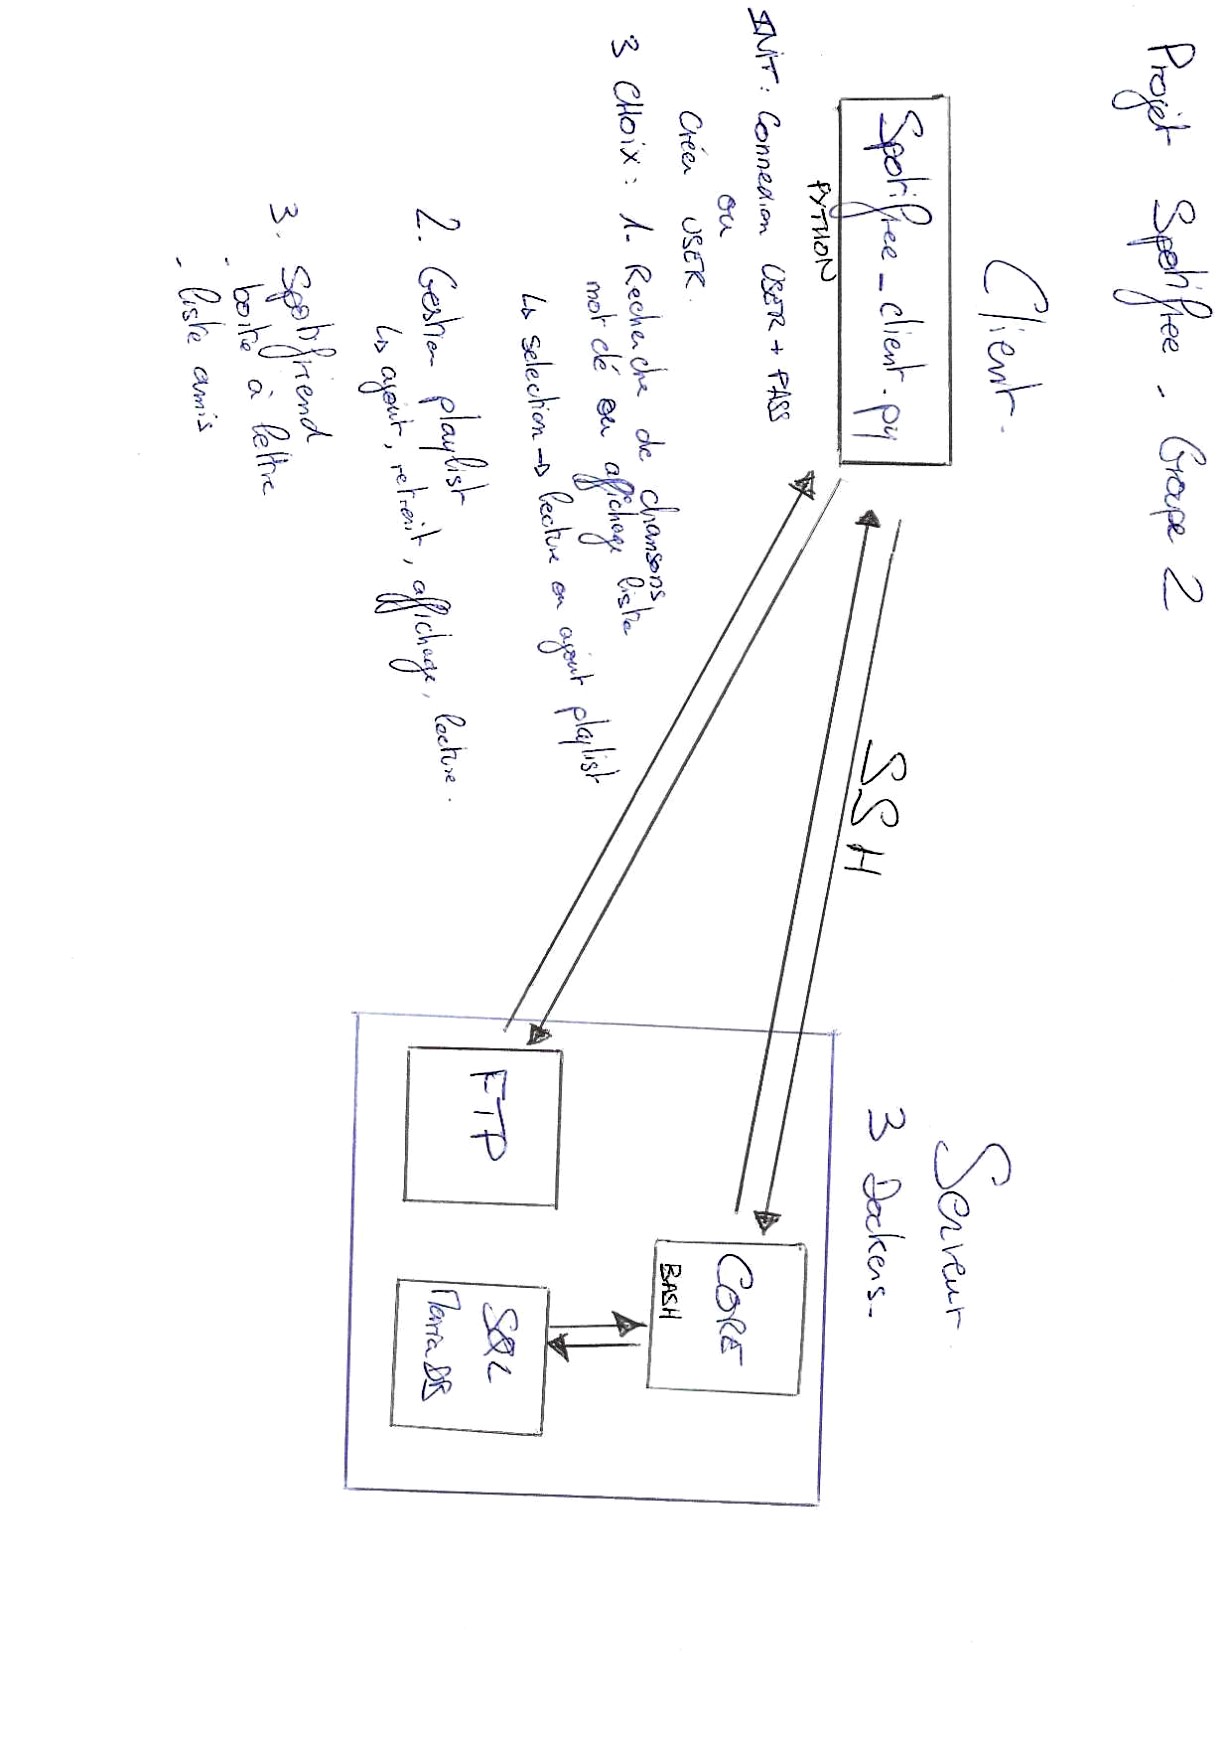 Projet Spotifree - Groupe 2
Client.
Spotifree_client.py
PYTHON
INIT: Connexion USER + PASS
ou
Créer USER.
3 CHOIX: 1- Recherche de chansons
mot clé ou affichage liste
↳ selection → lecture ou ajout playlist
2. Gestion playlist
↳ ajout, retrait, affichage, lecture.
3. Spotifriend
- boite à lettre
- liste amis
SSH
Serveur
3 Dockers-
CORE
BASH
FTP
SQL
MariaDB